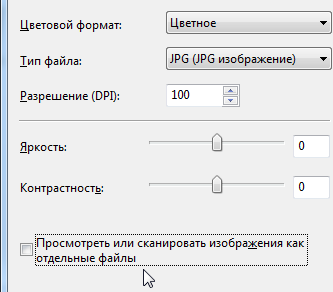 Цветовой формат: Цветное
Тип файла: JPG (JPG изображение)
Разрешение (DPI): 100
Яркость: 0
Контрастность: 0
Просмотреть или сканировать изображения как
отдельные файлы